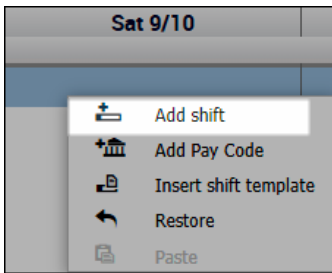 Sat 9/10
Add shift
Add Pay Code
Insert shift template
Restore
Paste